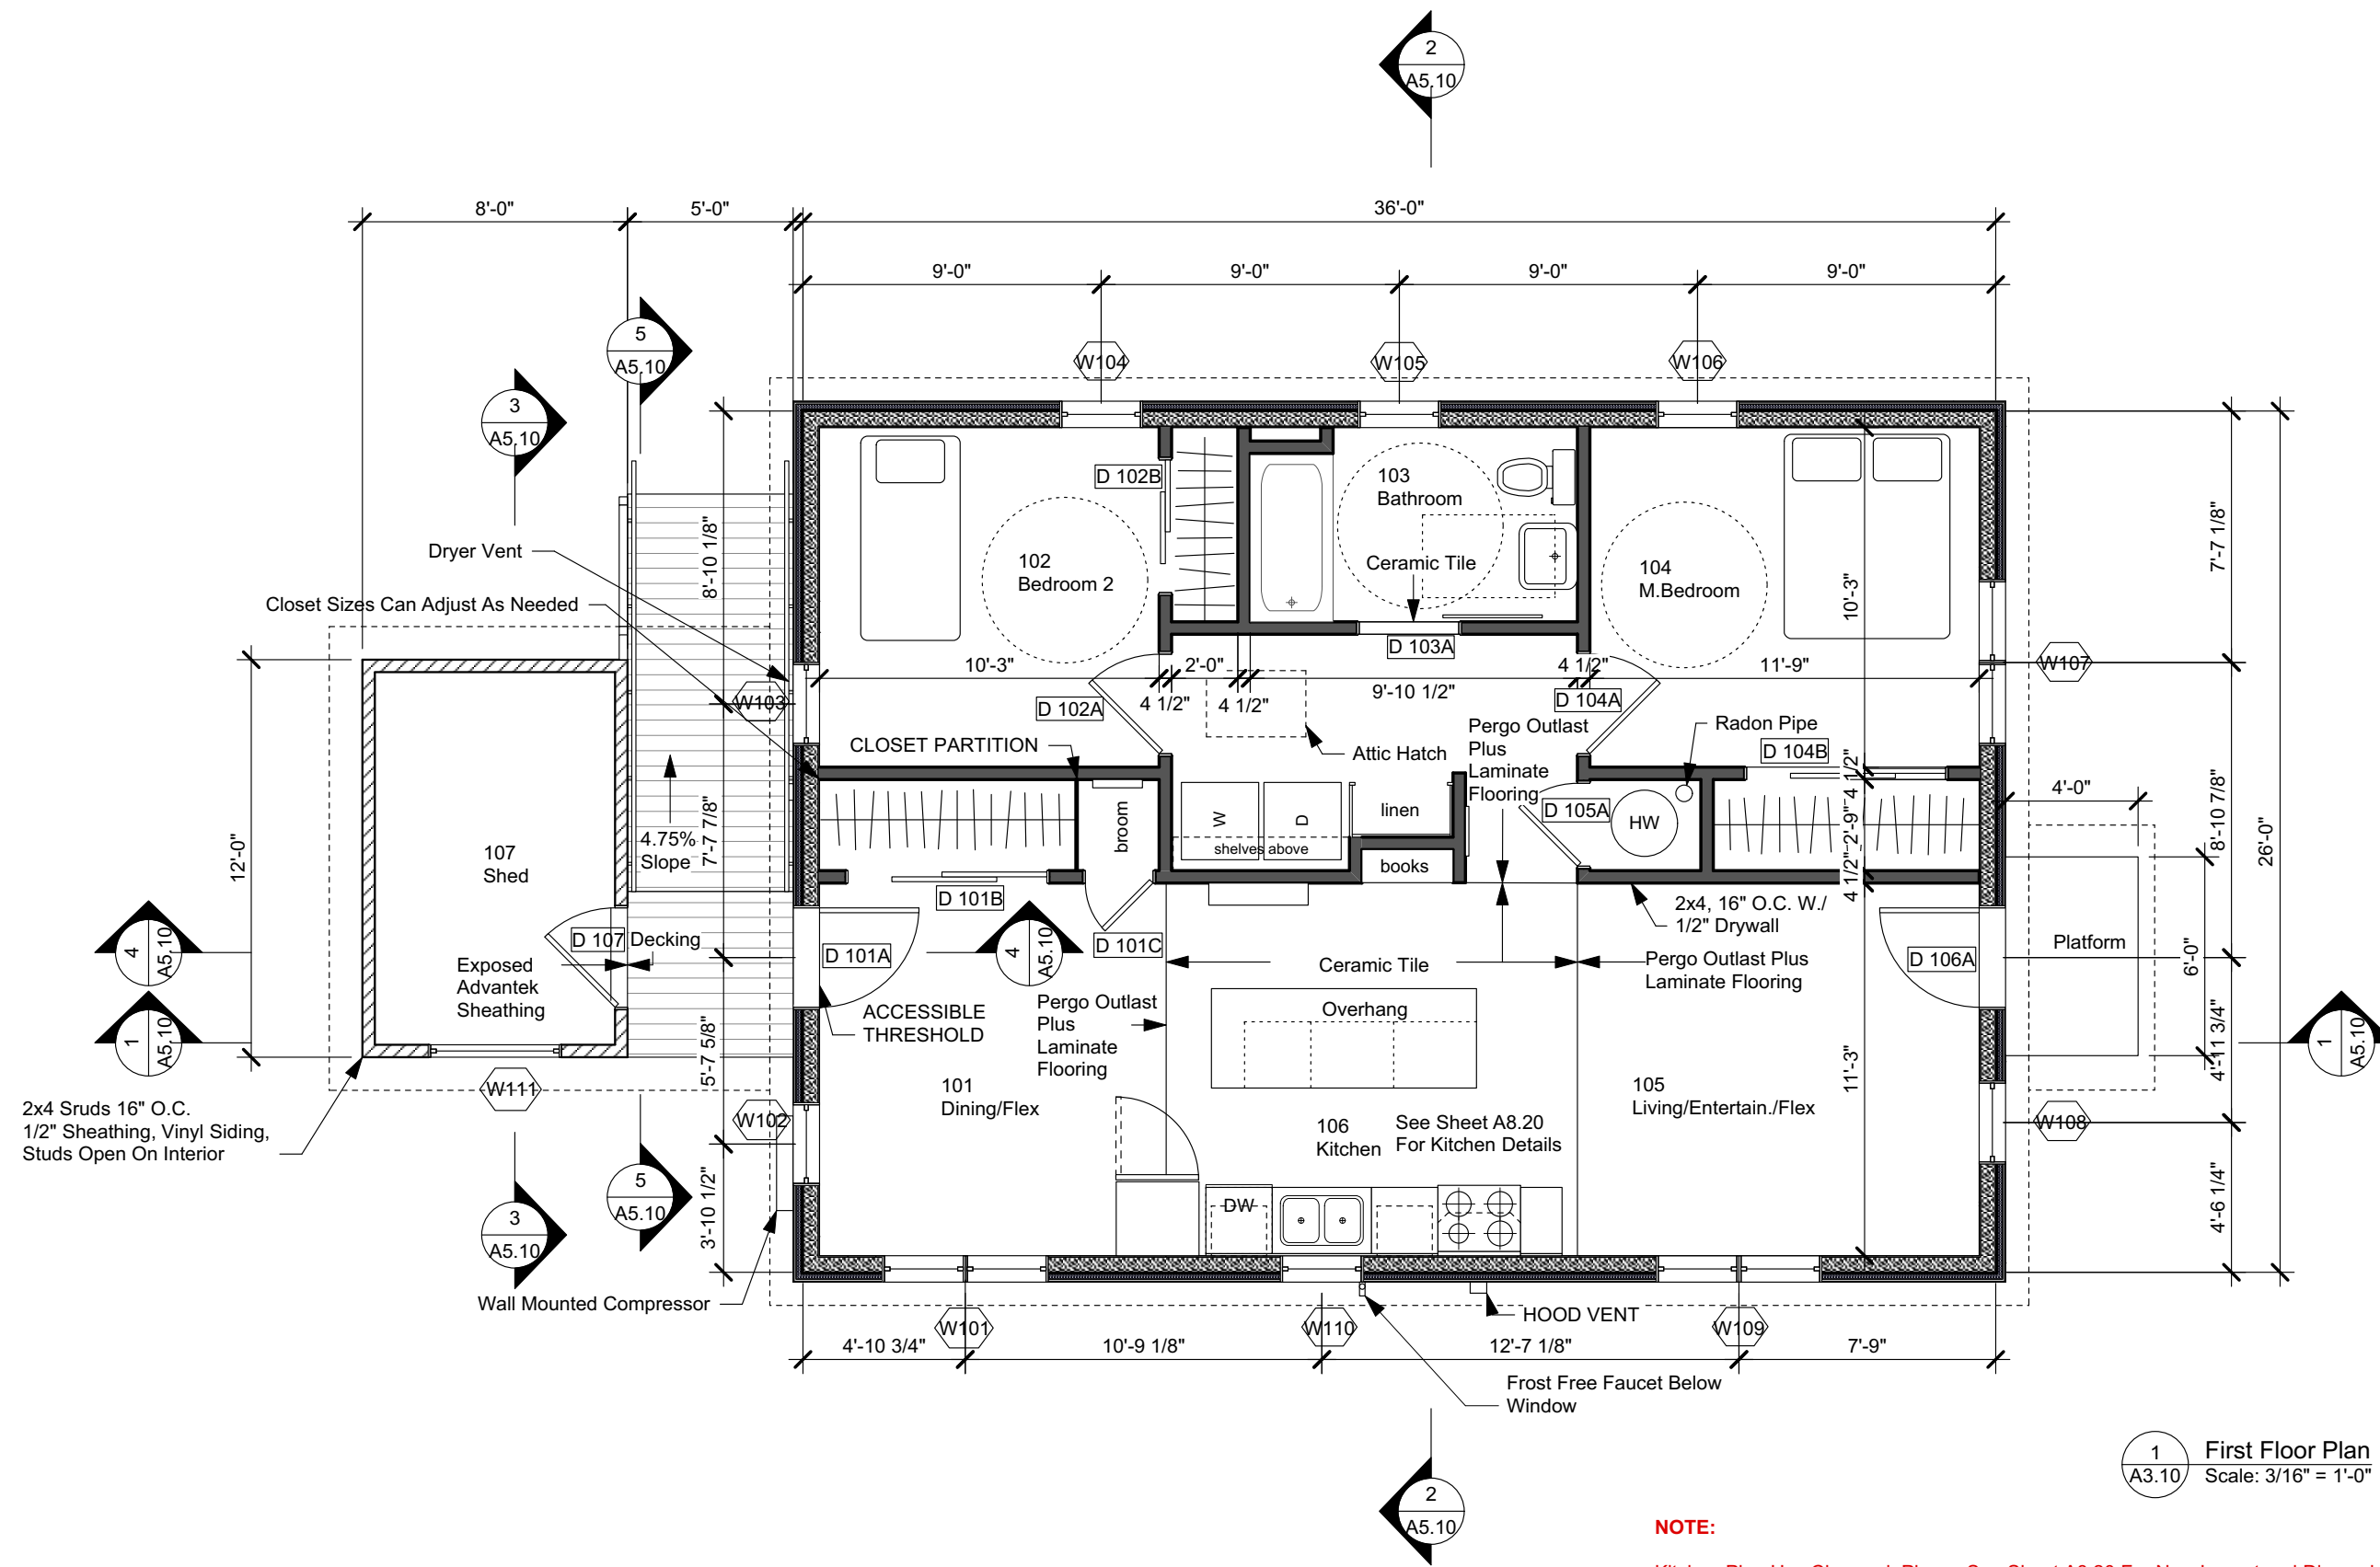 2
A5.10
8'-0"
5'-0"
36'-0"
9'-0"
9'-0"
9'-0"
9'-0"
5
A5.10
3
A5.10
W104
W105
W106
D 102B
103
Bathroom
Ceramic Tile
102
Bedroom 2
104
M.Bedroom
10'-3"
7'-7 1/8"
8'-10 1/8"
Dryer Vent
Closet Sizes Can Adjust As Needed
D 103A
10'-3"
2'-0"
4 1/2"
11'-9"
4 1/2"
4 1/2"
9'-10 1/2"
D 104A
D 102A
W103
W107
CLOSET PARTITION
Attic Hatch
Pergo Outlast
Plus
Laminate
Flooring
Radon Pipe
D 104B
4 1/2"
4'-0"
linen
D 105A
HW
broom
W
D
shelves above
books
2'-9"
8'-10 7/8"
26'-0"
12'-0"
107
Shed
4.75%
Slope
7'-7 7/8"
4 1/2"
D 101B
2x4, 16" O.C. W./
1/2" Drywall
4
A5.10
D 107
Decking
D 101A
4
A5.10
D 101C
Ceramic Tile
Pergo Outlast Plus
Laminate Flooring
D 106A
Platform
6'-0"
Exposed
Advantek
Sheathing
ACCESSIBLE
THRESHOLD
Pergo Outlast
Plus
Laminate
Flooring
Overhang
1
A5.10
1
A5.10
5'-7 5/8"
4'-11 3/4"
11'-3"
W111
101
Dining/Flex
105
Living/Entertain./Flex
2x4 Sruds 16" O.C.
1/2" Sheathing, Vinyl Siding,
Studs Open On Interior
W102
106
Kitchen
See Sheet A8.20
For Kitchen Details
W108
5
A5.10
3
A5.10
3'-10 1/2"
DW
4'-6 1/4"
Wall Mounted Compressor
HOOD VENT
W101
W110
W109
4'-10 3/4"
10'-9 1/8"
12'-7 1/8"
7'-9"
Frost Free Faucet Below
Window
1
A3.10
First Floor Plan
Scale: 3/16" = 1'-0"
2
A5.10
NOTE: